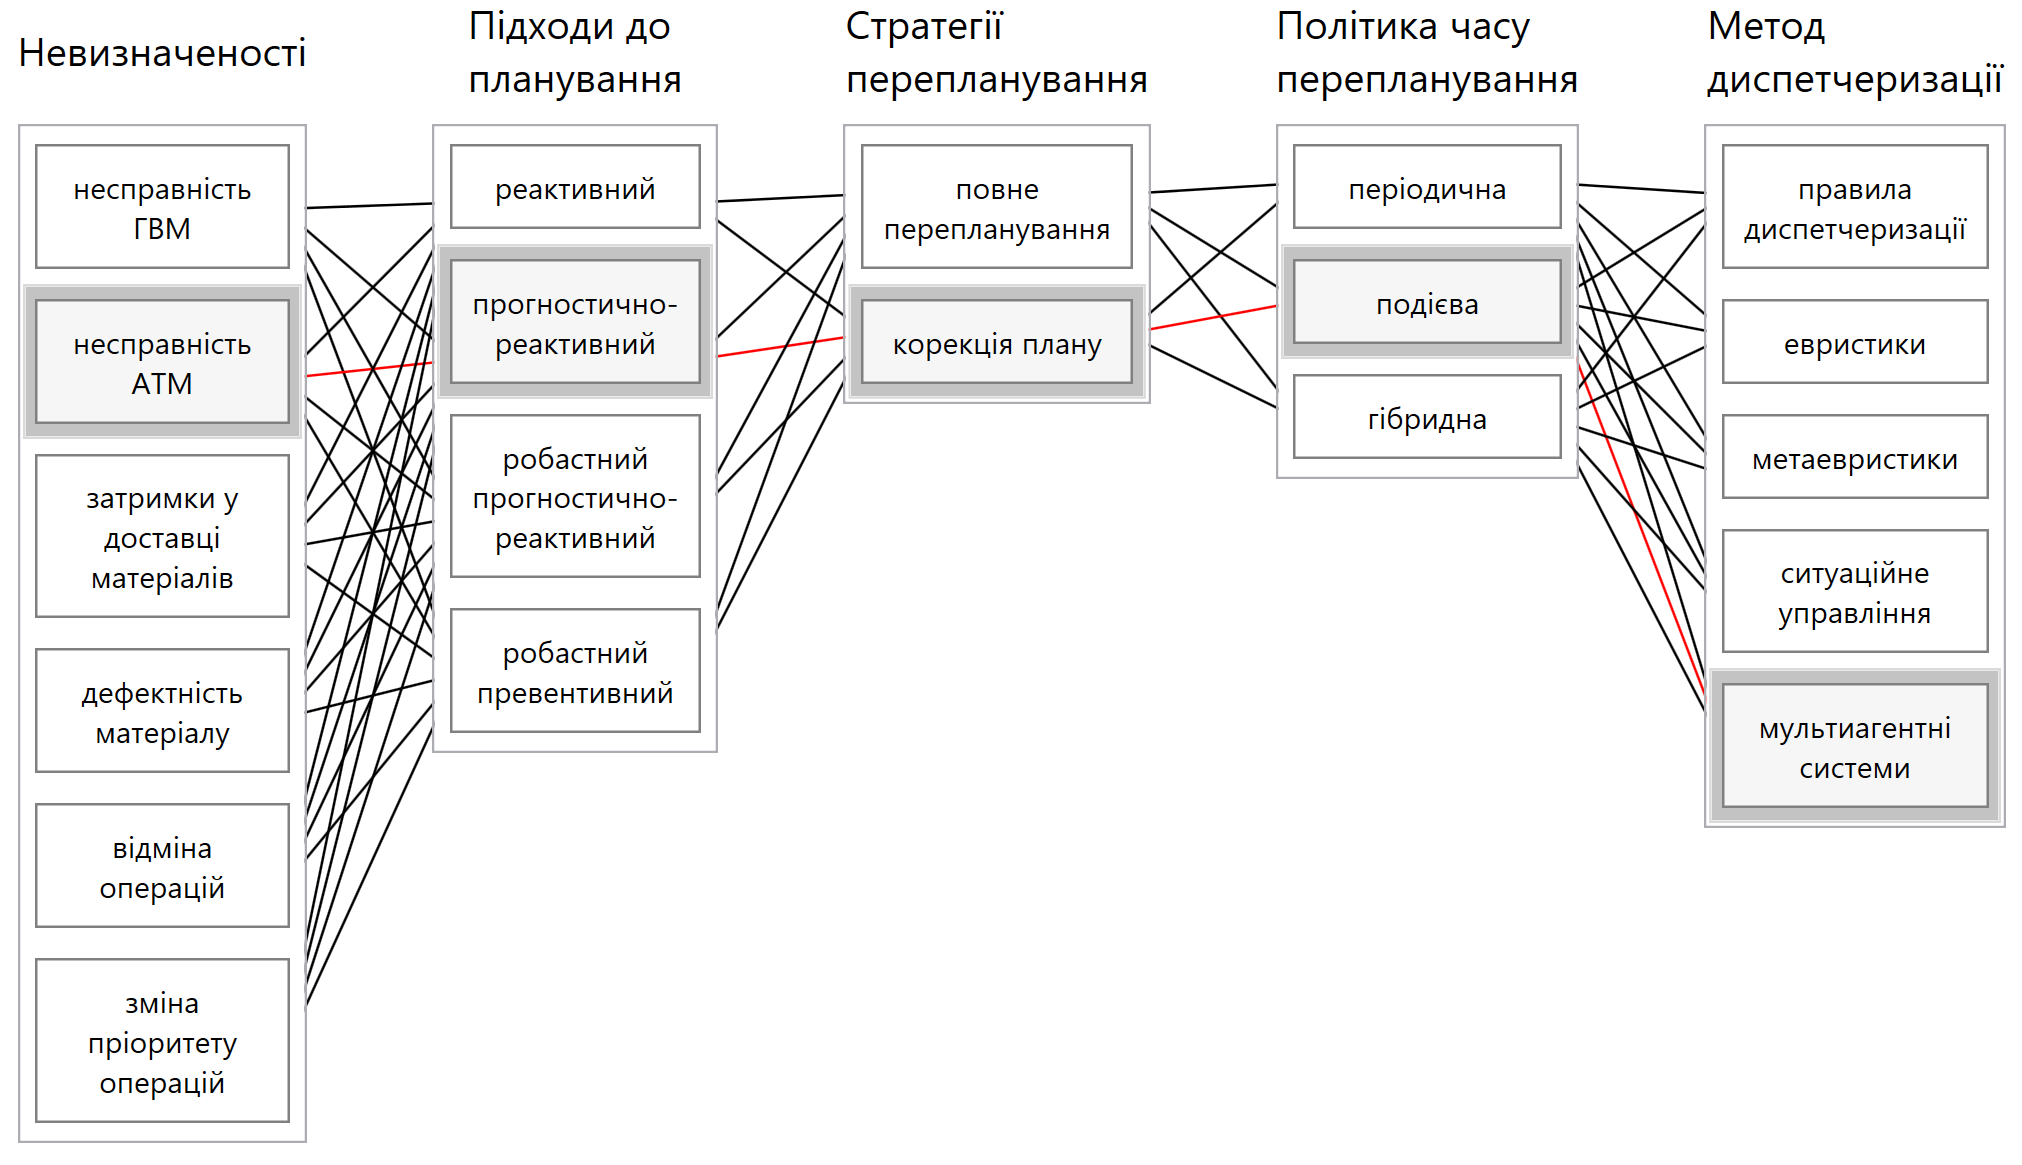 Невизначеності
несправність
ГВМ
несправність
АТМ
затримки у
доставці
матеріалів
дефектність
матеріалу
відміна
операцій
зміна
пріоритету
операцій
Підходи до
планування
реактивний
прогностично-
реактивний
робастний
прогностично-
реактивний
робастний
превентивний
Стратегії
перепланування
повне
перепланування
корекція плану
Політика часу
перепланування
періодична
подієва
гібридна
Метод
диспетчеризації
правила
диспетчеризації
евристики
метаевристики
ситуаційне
управління
мультиагентні
системи